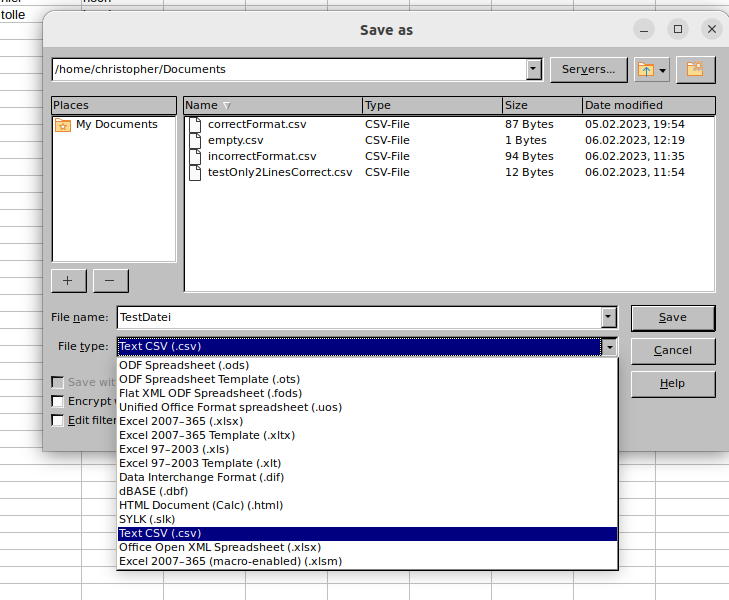 tolle
Save as
/home/christopher/Documents
Servers...
Places
Name
Type
Size
Date modified
My Documents
correctFormat.csv CSV-File 87 Bytes 05.02.2023, 19:54
empty.csv CSV-File 1 Bytes 06.02.2023, 12:19
incorrectFormat.csv CSV-File 94 Bytes 06.02.2023, 11:35
testOnly2LinesCorrect.csv CSV-File 12 Bytes 06.02.2023, 11:54
File name: TestDatei
Save
File type: Text CSV (.csv)
Cancel
Help
Save wit
Encrypt
Edit filter
ODF Spreadsheet (.ods)
ODF Spreadsheet Template (.ots)
Flat XML ODF Spreadsheet (.fods)
Unified Office Format spreadsheet (.uos)
Excel 2007–365 (.xlsx)
Excel 2007–365 Template (.xltx)
Excel 97–2003 (.xls)
Excel 97–2003 Template (.xlt)
Data Interchange Format (.dif)
dBASE (.dbf)
HTML Document (Calc) (.html)
SYLK (.slk)
Text CSV (.csv)
Office Open XML Spreadsheet (.xlsx)
Excel 2007–365 (macro-enabled) (.xlsm)